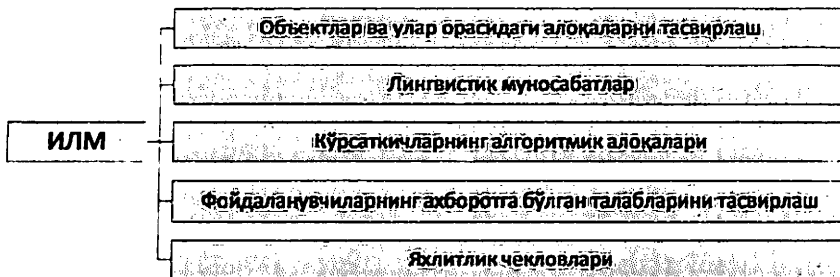 Объектлар ва улар орасидаги алоқаларни тасвирлаш
Лингвистик муносабатлар
ИЛМ
Кўрсаткичларнинг алгоритмик алоқалари
Фойдаланувчиларнинг ахборотга бўлган талабларини тасвирлаш
Яхлитлик чекловлари